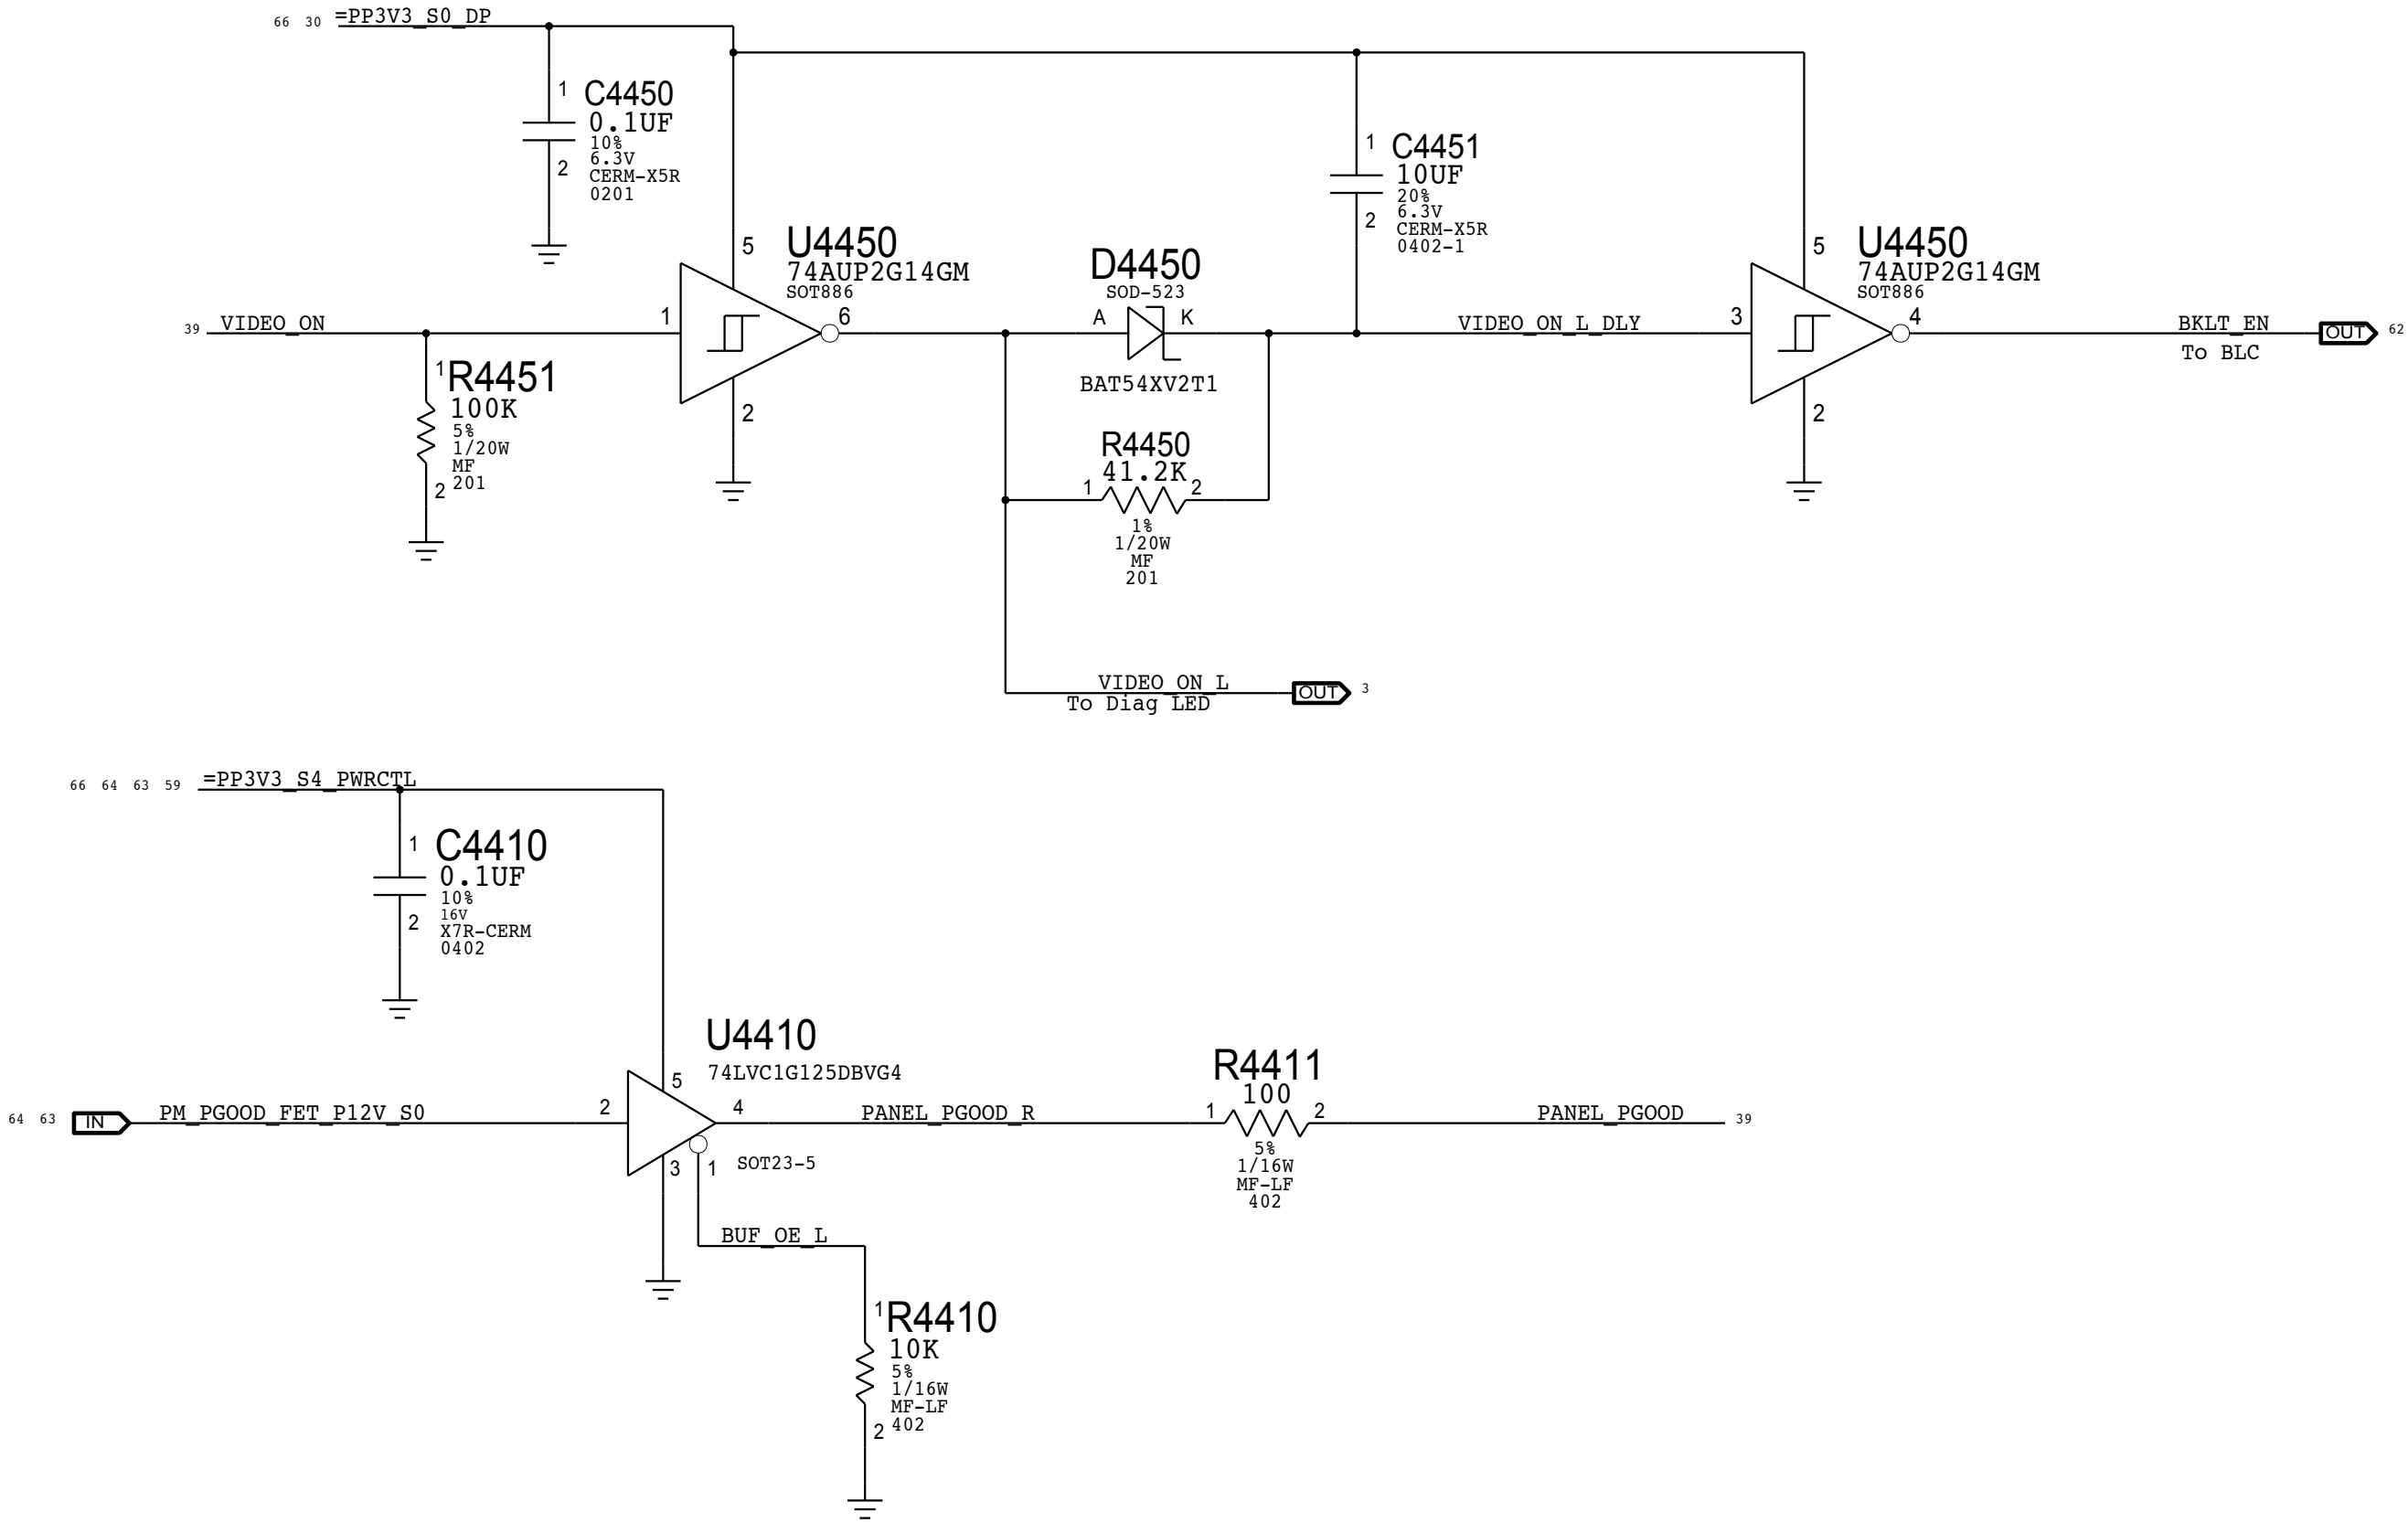 66 30 =PP3V3_S0_DP
1 C4450
0.1UF
10%
6.3V
2 CERM-X5R
0201
1 C4451
10UF
20%
2 6.3V
CERM-X5R
0402-1
5 U4450
74AUP2G14GM
SOT886
D4450
SOD-523
5 U4450
74AUP2G14GM
SOT886
39 VIDEO_ON 1 6 A K VIDEO_ON_L_DLY 3 4 BKLT_EN OUT 62
To BLC
BAT54XV2T1
1 R4451
100K
5%
1/20W
MF
2 201
2
2
R4450
41.2K
1 2
1%
1/20W
MF
201
VIDEO_ON_L OUT 3
To Diag LED
66 64 63 59 =PP3V3_S4_PWRCTL
1 C4410
0.1UF
10%
16V
2 X7R-CERM
0402
U4410
74LVC1G125DBVG4
5
R4411
100
64 63 IN PM_PGOOD_FET_P12V_S0 2 4 PANEL_PGOOD_R 1 2 PANEL_PGOOD 39
5%
1/16W
MF-LF
402
3 1 SOT23-5
BUF_OE_L
1 R4410
10K
5%
1/16W
MF-LF
2 402